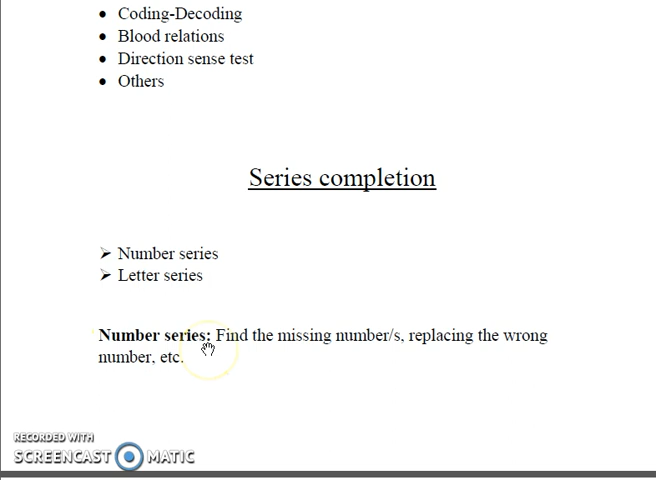 Coding-Decoding
Blood relations
Direction sense test
Others
Series completion
Number series
Letter series
Number series: Find the missing number/s, replacing the wrong
number, etc.
RECORDED WITH
SCREENCAST MATIC